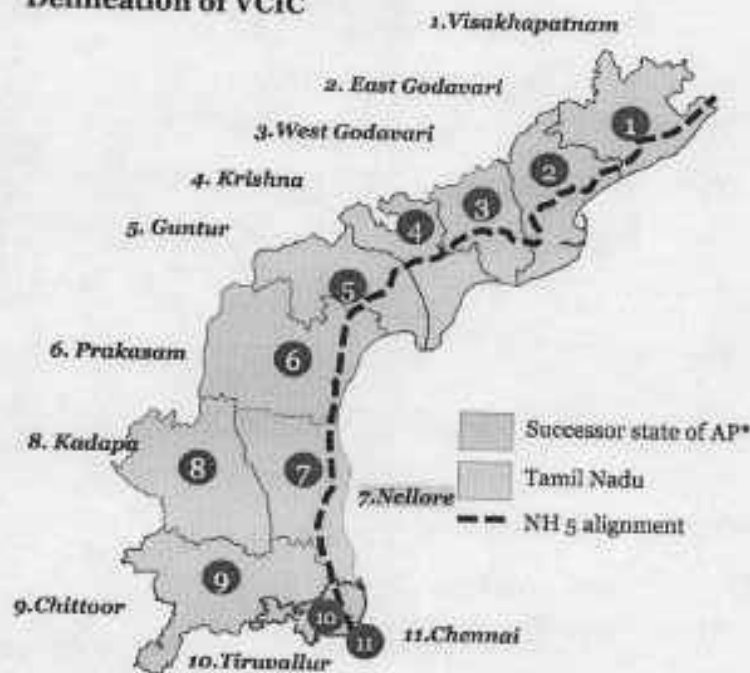 Delineation of VCIC
1.Visakhapatnam
2. East Godavari
3.West Godavari
4. Krishna
5. Guntur
6. Prakasam
8. Kadapa
7.Nellore
9.Chittoor
10.Tiruvallur
11.Chennai
1
2
3
4
5
6
7
8
9
10
11
Successor state of AP*
Tamil Nadu
NH 5 alignment